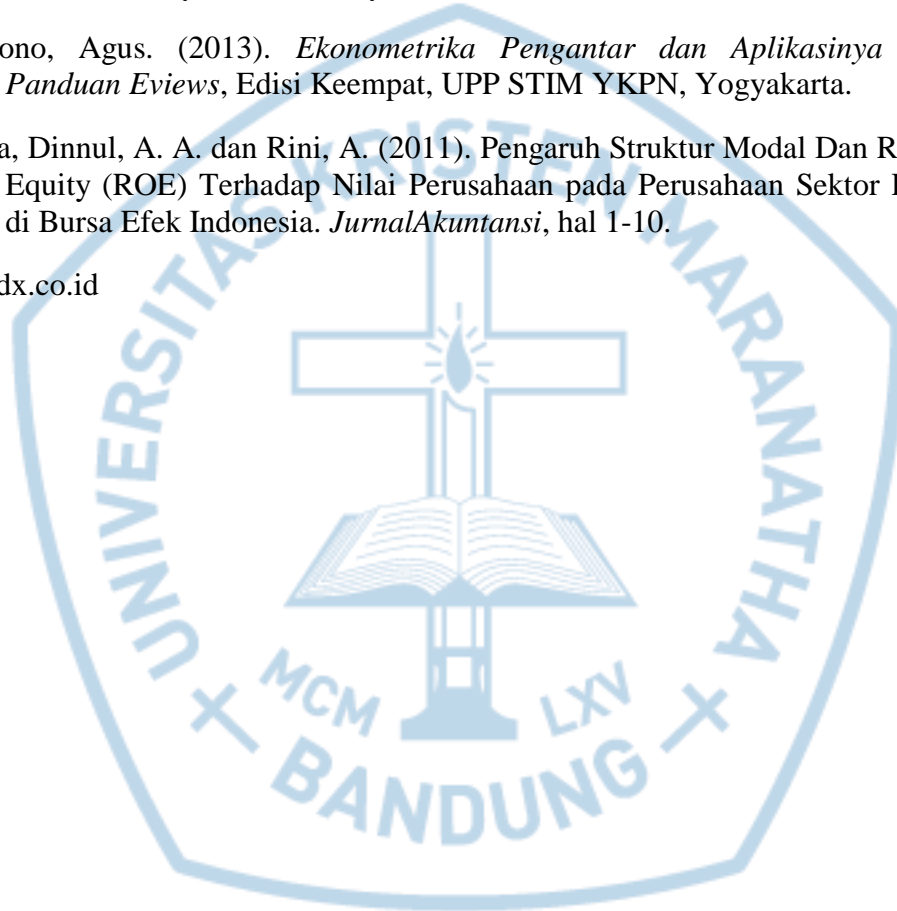 ono, Agus. (2013). Ekonometrika Pengantar dan Aplikasinya
Panduan Eviews, Edisi Keempat, UPP STIM YKPN, Yogyakarta.
a, Dinnul, A. A. dan Rini, A. (2011). Pengaruh Struktur Modal Dan R
Equity (ROE) Terhadap Nilai Perusahaan pada Perusahaan Sektor
di Bursa Efek Indonesia. JurnalAkuntansi, hal 1-10.
dx.co.id
UNIVERSITAS KRISTEN MARANATHA
MCM LXV
BANDUNG